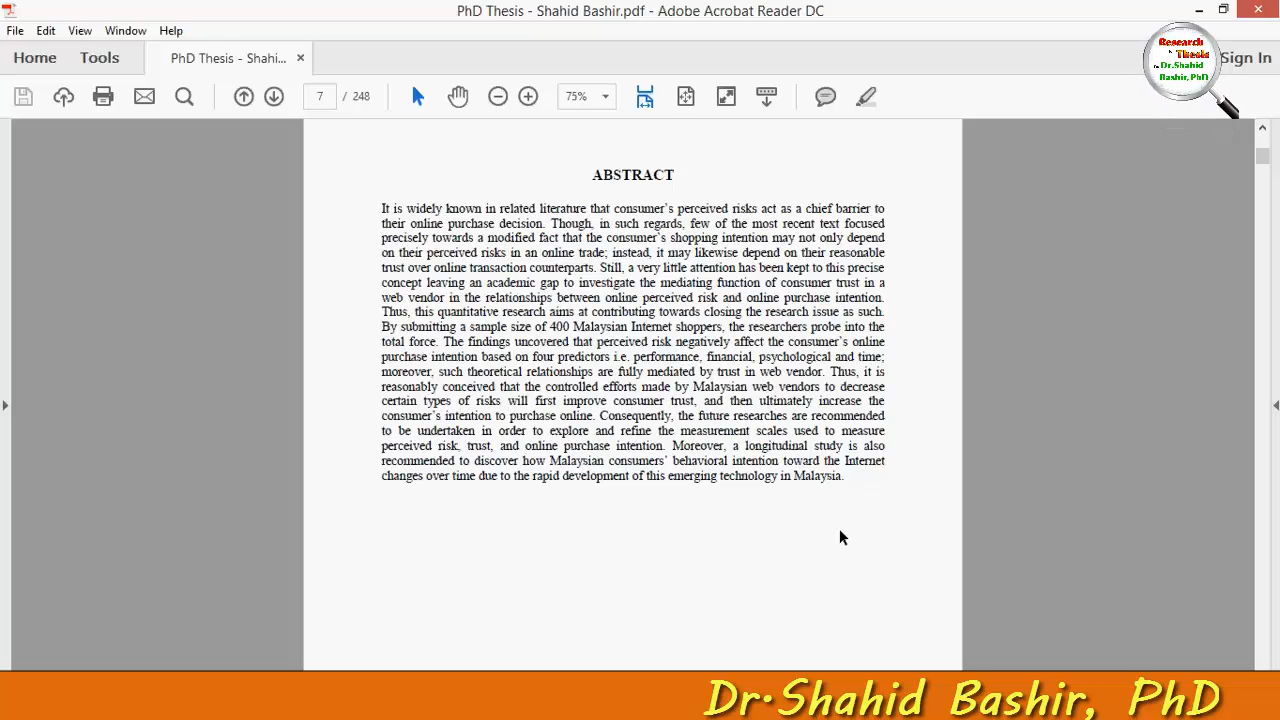 PhD Thesis - Shahid Bashir.pdf - Adobe Acrobat Reader DC
File Edit View Window Help
Home Tools PhD Thesis - Shahi... × Sign In
Research
Thesis
Dr.Shahid
Bashir, PhD
7 / 248 75%
ABSTRACT
It is widely known in related literature that consumer's perceived risks act as a chief barrier to
their online purchase decision. Though, in such regards, few of the most recent text focused
precisely towards a modified fact that the consumer's shopping intention may not only depend
on their perceived risks in an online trade; instead, it may likewise depend on their reasonable
trust over online transaction counterparts. Still, a very little attention has been kept to this precise
concept leaving an academic gap to investigate the mediating function of consumer trust in a
web vendor in the relationships between online perceived risk and online purchase intention.
Thus, this quantitative research aims at contributing towards closing the research issue as such.
By submitting a sample size of 400 Malaysian Internet shoppers, the researchers probe into the
total force. The findings uncovered that perceived risk negatively affect the consumer's online
purchase intention based on four predictors i.e. performance, financial, psychological and time;
moreover, such theoretical relationships are fully mediated by trust in web vendor. Thus, it is
reasonably conceived that the controlled efforts made by Malaysian web vendors to decrease
certain types of risks will first improve consumer trust, and then ultimately increase the
consumer's intention to purchase online. Consequently, the future researches are recommended
to be undertaken in order to explore and refine the measurement scales used to measure
perceived risk, trust, and online purchase intention. Moreover, a longitudinal study is also
recommended to discover how Malaysian consumers' behavioral intention toward the Internet
changes over time due to the rapid development of this emerging technology in Malaysia.
Dr.Shahid Bashir, PhD